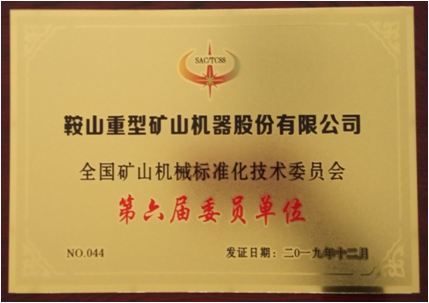 SAC/TC88
鞍山重型矿山机器股份有限公司
全国矿山机械标准化技术委员会
第六届委员单位
NO.044 发证日期：二〇一九年十二月